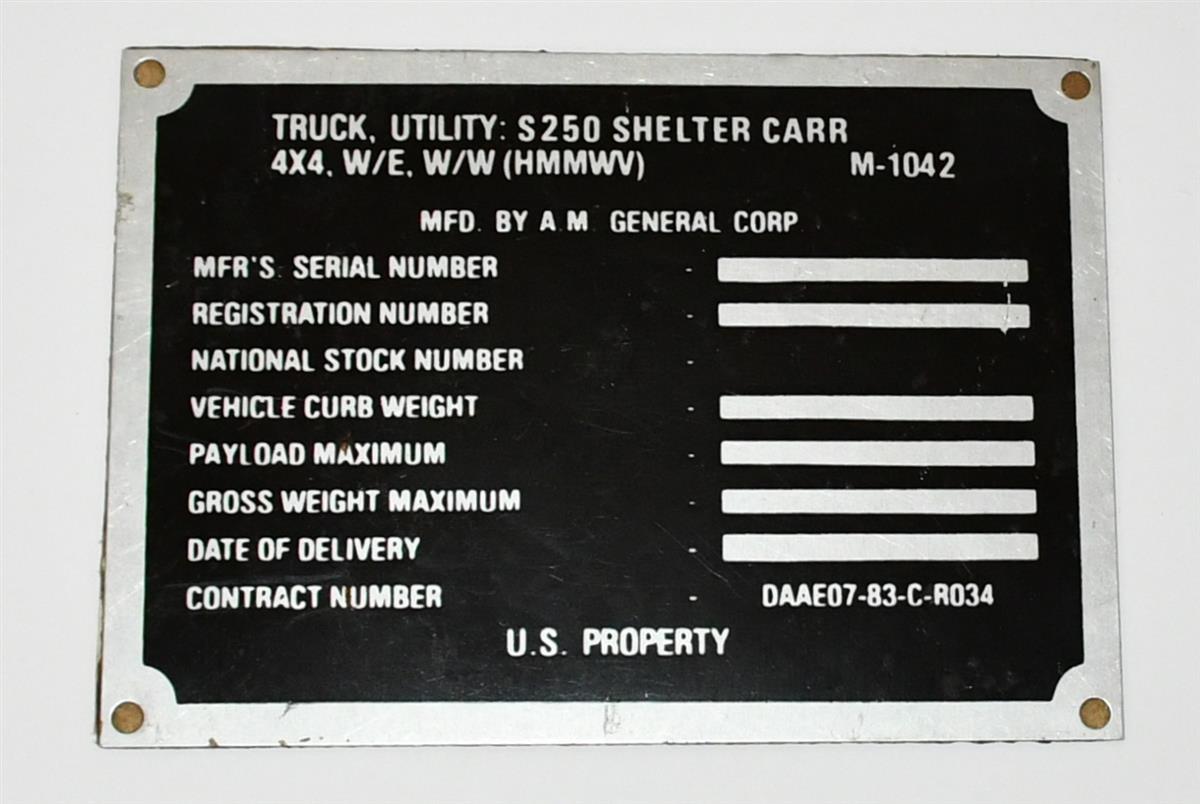 TRUCK, UTILITY: S250 SHELTER CARR
4X4, W/E, W/W (HMMWV) M-1042
MFD. BY A.M. GENERAL CORP
MFR'S. SERIAL NUMBER -
REGISTRATION NUMBER -
NATIONAL STOCK NUMBER -
VEHICLE CURB WEIGHT -
PAYLOAD MAXIMUM -
GROSS WEIGHT MAXIMUM -
DATE OF DELIVERY -
CONTRACT NUMBER - DAAE07-83-C-R034
U.S. PROPERTY